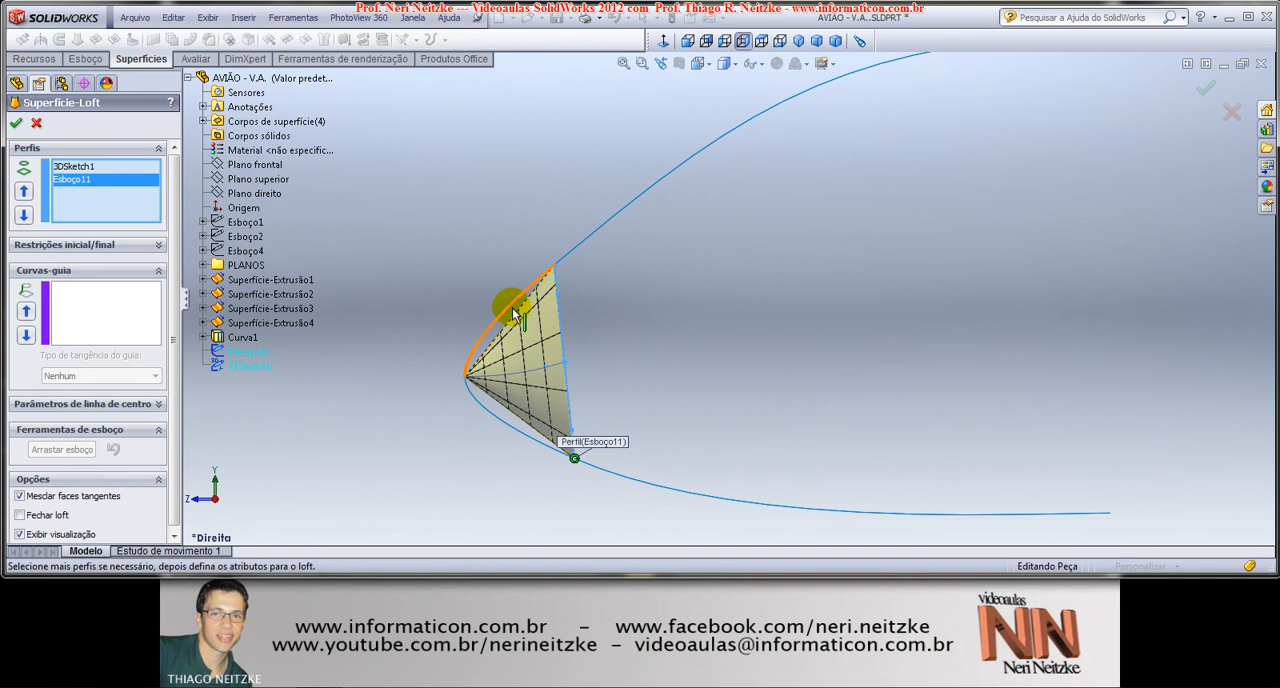 Prof. Neri Neitzke --- Videoaulas SolidWorks 2012 com Prof. Thiago R. Neitzke - www.informaticon.com.br
SOLIDWORKS Arquivo Editar Exibir Inserir Ferramentas PhotoView 360 Janela Ajuda AVIÃO - V.A..SLDPRT * Pesquisar a Ajuda do SolidWorks
Recursos Esboço Superfícies Avaliar DimXpert Ferramentas de renderização Produtos Office
Superfície-Loft ?
Perfis
3DSketch1
Esboço11
Restrições inicial/final
Curvas-guia
Tipo de tangência do guia:
Nenhum
Parâmetros de linha de centro
Ferramentas de esboço
Arrastar esboço
Opções
Mesclar faces tangentes
Fechar loft
Exibir visualização
AVIÃO - V.A. (Valor predet...
Sensores
Anotações
Corpos de superfície(4)
Corpos sólidos
Material <não especific...
Plano frontal
Plano superior
Plano direito
Origem
Esboço1
Esboço2
Esboço4
PLANOS
Superfície-Extrusão1
Superfície-Extrusão2
Superfície-Extrusão3
Superfície-Extrusão4
Curva1
Perfil(Esboço11)
Y
Z
*Direita
Modelo Estudo de movimento 1
Selecione mais perfis se necessário, depois defina os atributos para o loft. Editando Peça Personalizar
www.informaticon.com.br - www.facebook.com/neri.neitzke
www.youtube.com.br/nerineitzke - videoaulas@informaticon.com.br
THIAGO NEITZKE
videoaulas
NN
Neri Neitzke